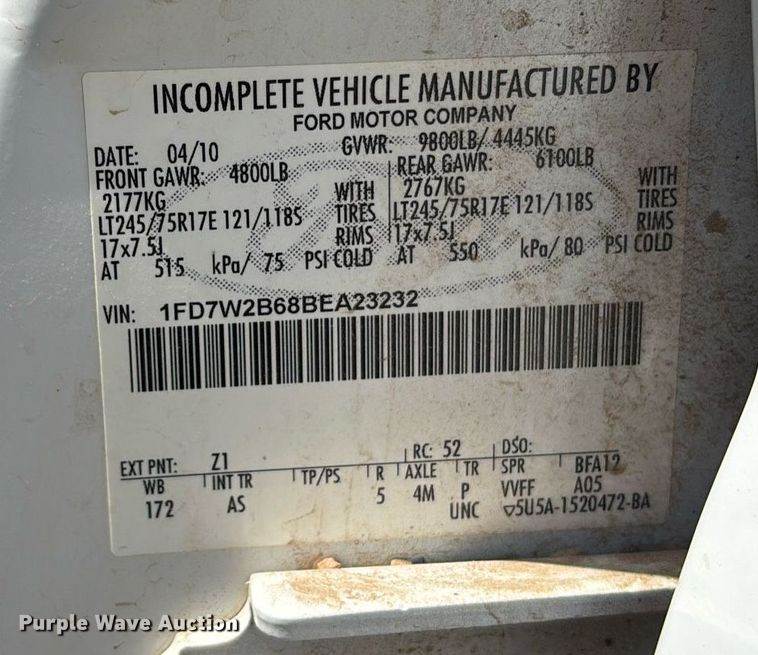 INCOMPLETE VEHICLE MANUFACTURED BY
FORD MOTOR COMPANY
DATE: 04/10 GVWR: 9800LB/ 4445KG
FRONT GAWR: 4800LB REAR GAWR: 6100LB
2177KG WITH 2767KG WITH
LT245/75R17E 121/118S TIRES LT245/75R17E 121/118S TIRES
17x7.5J RIMS 17x7.5J RIMS
AT 515 kPa/ 75 PSI COLD AT 550 kPa/ 80 PSI COLD
VIN: 1FD7W2B68BEA23232
EXT PNT: Z1 RC: 52 DSO:
WB INT TR TP/PS R AXLE TR SPR BFA12
172 AS 5 4M P VVFF A05
UNC ▽5U5A-1520472-BA
Purple Wave Auction